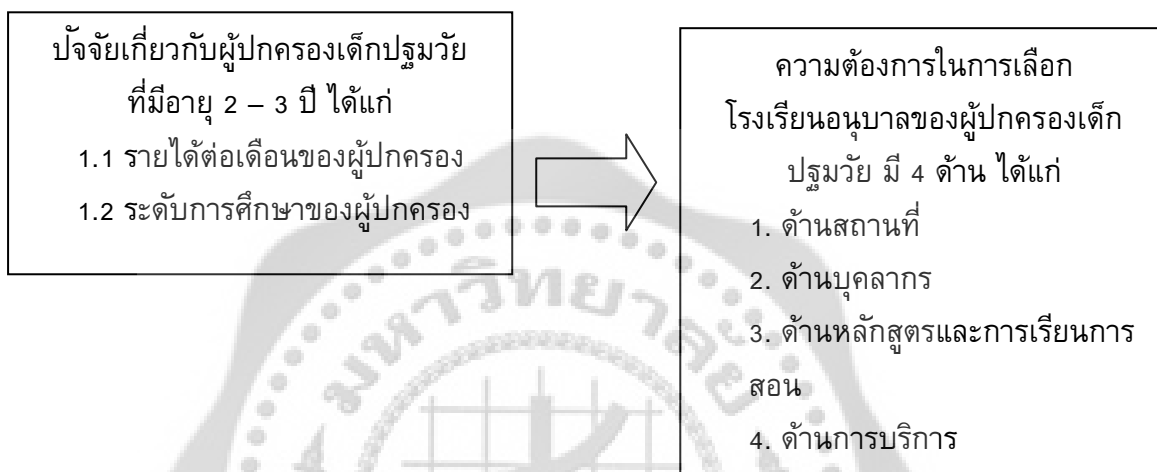 ปัจจัยเกี่ยวกับผู้ปกครองเด็กปฐมวัย
ที่มีอายุ 2 – 3 ปี ได้แก่
1.1 รายได้ต่อเดือนของผู้ปกครอง
1.2 ระดับการศึกษาของผู้ปกครอง
ความต้องการในการเลือก
โรงเรียนอนุบาลของผู้ปกครองเด็ก
ปฐมวัย มี 4 ด้าน ได้แก่
1. ด้านสถานที่
2. ด้านบุคลากร
3. ด้านหลักสูตรและการเรียนการ
สอน
4. ด้านการบริการ
มหาวิทยาลัย